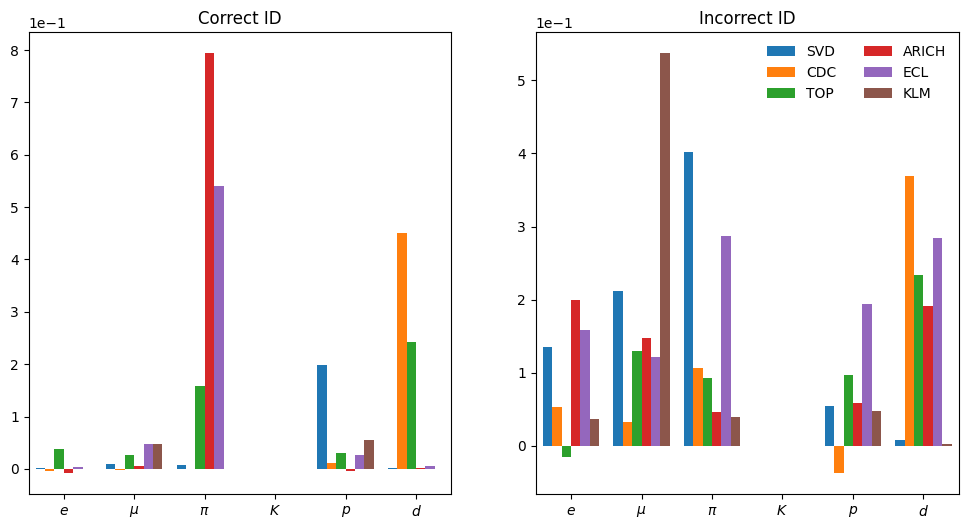 Correct ID
1e−1
8
7
6
5
4
3
2
1
0
e μ π K p d
Incorrect ID
1e−1
5
4
3
2
1
0
SVD ARICH
CDC ECL
TOP KLM
e μ π K p d